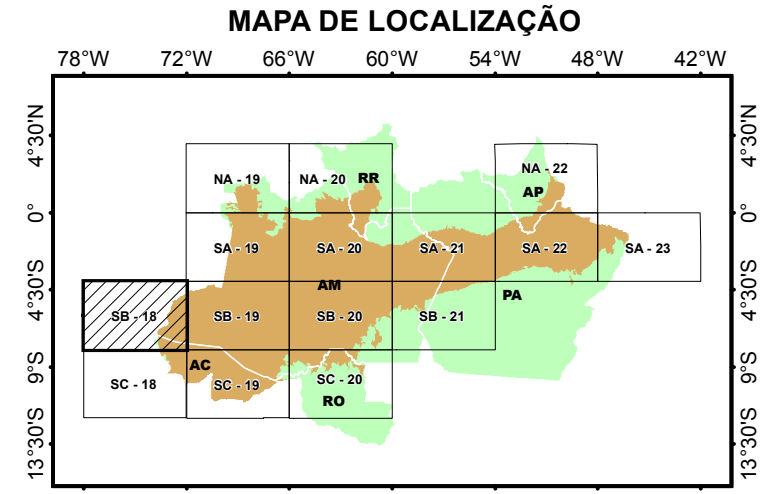 MAPA DE LOCALIZAÇÃO
78°W 72°W 66°W 60°W 54°W 48°W 42°W
4°30'N 4°30'N
NA - 19 NA - 20 RR NA - 22
AP
0° 0°
SA - 19 SA - 20 SA - 21 SA - 22 SA - 23
4°30'S AM PA 4°30'S
SB - 18 SB - 19 SB - 20 SB - 21
9°S AC 9°S
SC - 18 SC - 19 SC - 20
RO
13°30'S 13°30'S